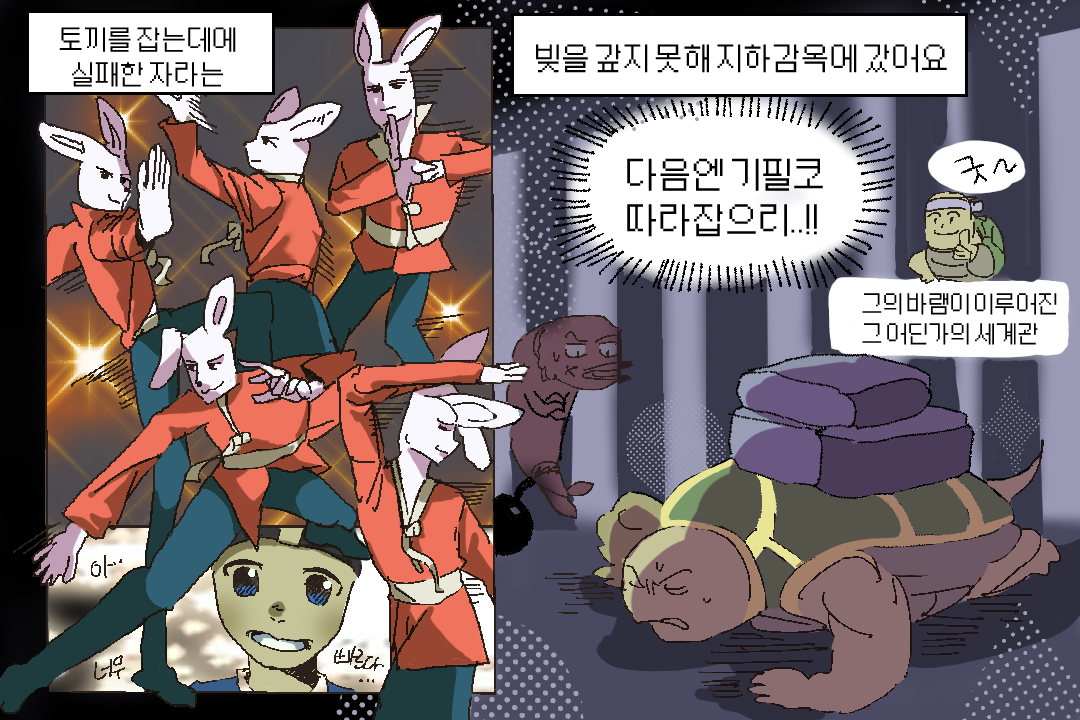 토끼를 잡는데에
실패한 자라는
빚을 갚지 못해 지하감옥에 갔어요
다음엔 기필코
따라잡으리..!!
굿~
그의 바램이 이루어진
그 어딘가의 세계관
아..
너무
빠르다
...